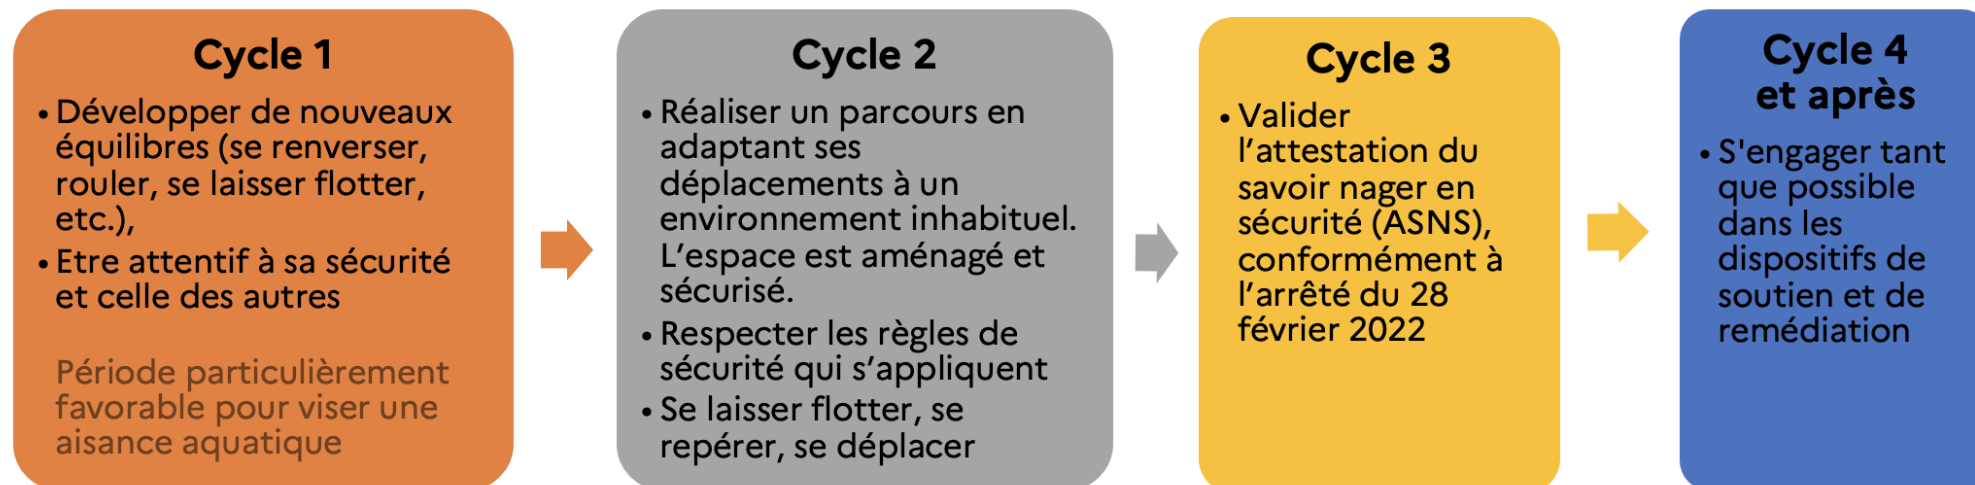 Cycle 1
• Développer de nouveaux
équilibres (se renverser,
rouler, se laisser flotter,
etc.),
• Etre attentif à sa sécurité
et celle des autres
Période particulièrement
favorable pour viser une
aisance aquatique
Cycle 2
• Réaliser un parcours en
adaptant ses
déplacements à un
environnement inhabituel.
L’espace est aménagé et
sécurisé.
• Respecter les règles de
sécurité qui s’appliquent
• Se laisser flotter, se
repérer, se déplacer
Cycle 3
• Valider
l’attestation du
savoir nager en
sécurité (ASNS),
conformément à
l’arrêté du 28
février 2022
Cycle 4
et après
• S'engager tant
que possible
dans les
dispositifs de
soutien et de
remédiation